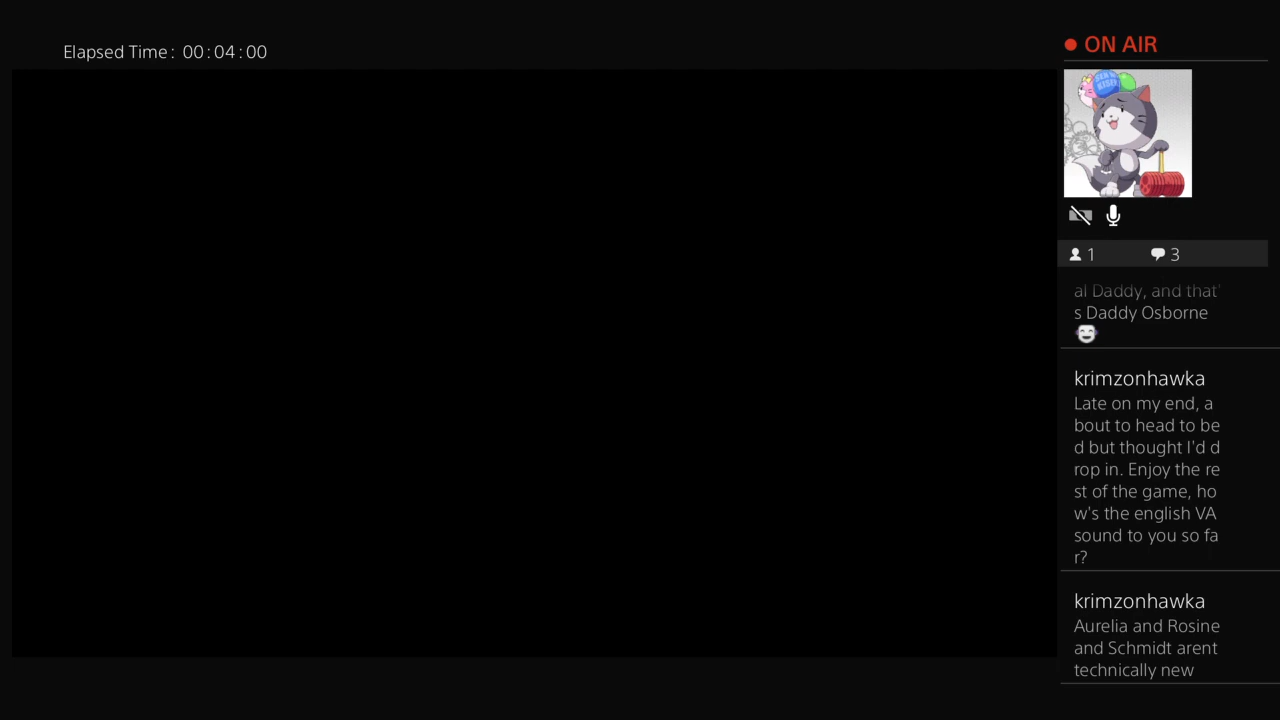 Elapsed Time: 00:04:00
ON AIR
1
3
al Daddy, and that'
s Daddy Osborne
krimzonhawka
Late on my end, a
bout to head to be
d but thought I'd d
rop in. Enjoy the re
st of the game, ho
w's the english VA
sound to you so fa
r?
krimzonhawka
Aurelia and Rosine
and Schmidt arent
technically new